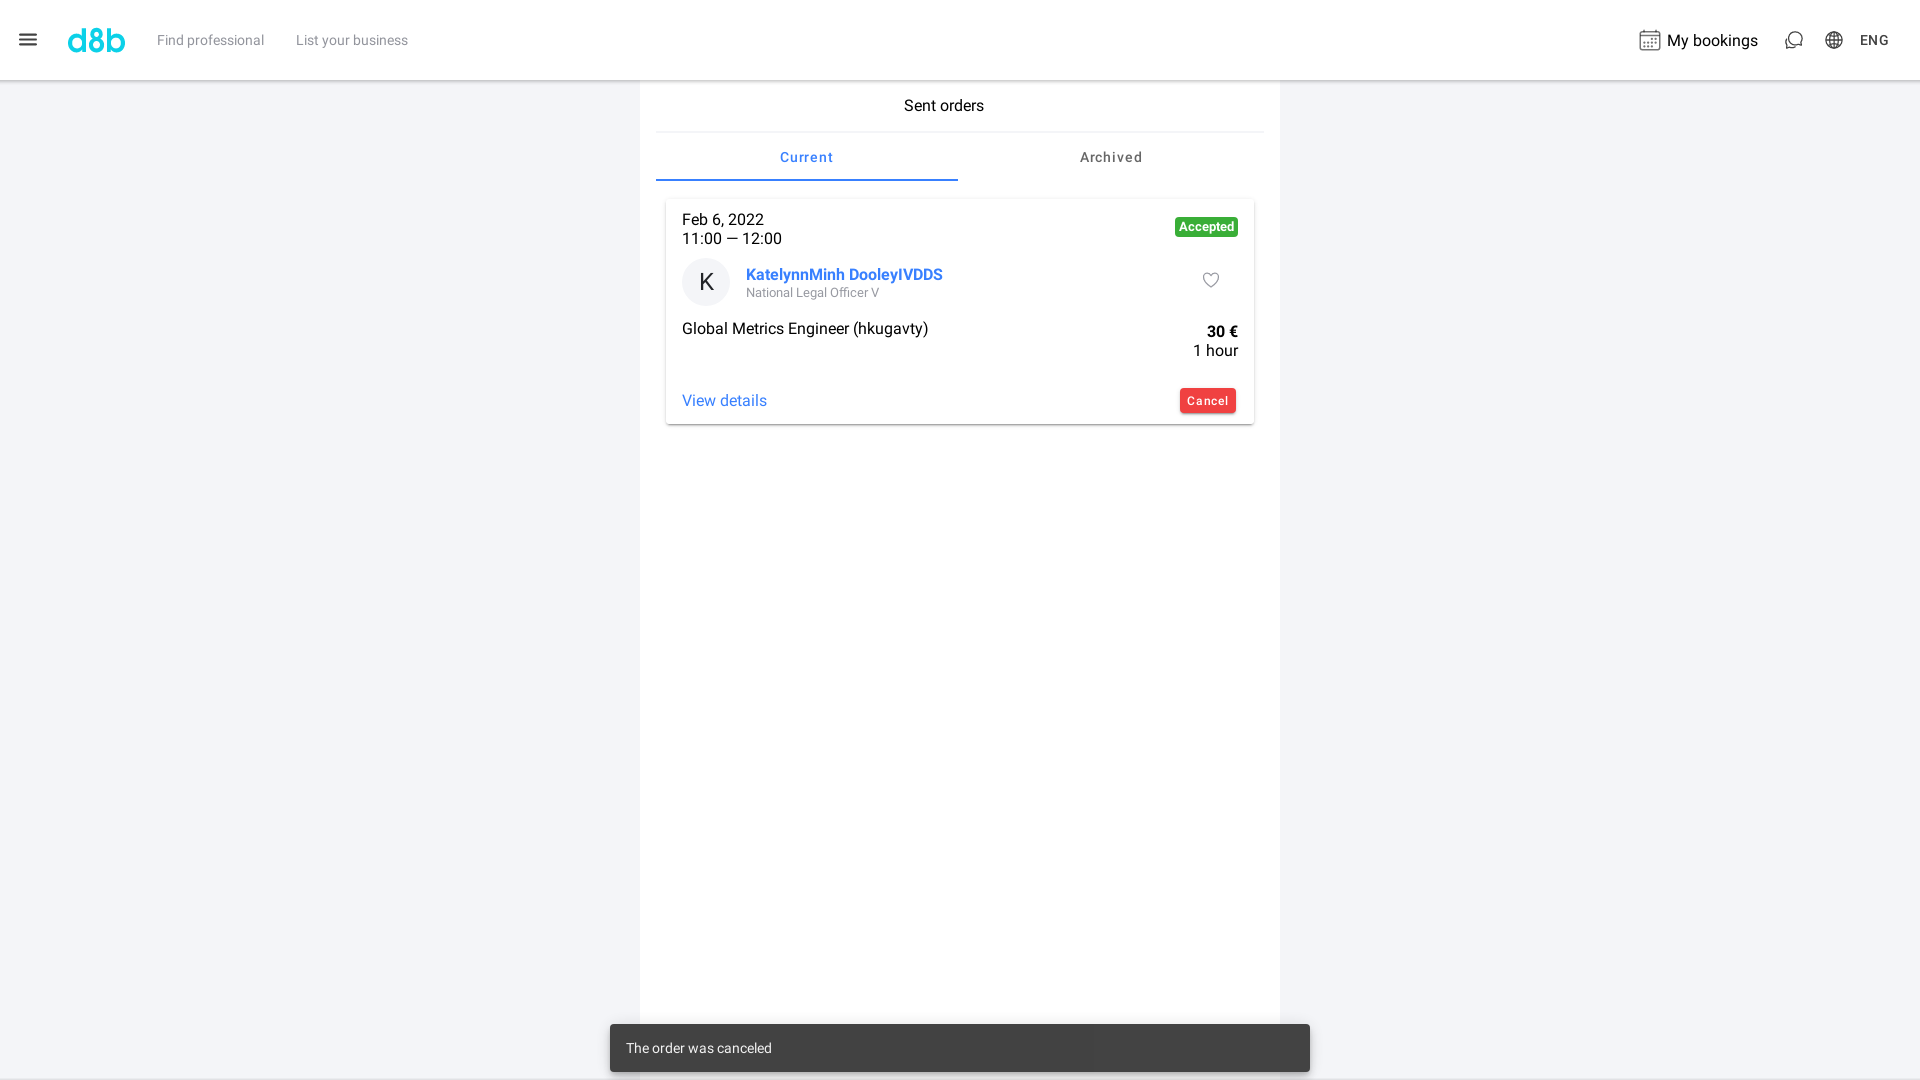 d8b
Find professional
List your business
My bookings
ENG
Sent orders
Current
Archived
Feb 6, 2022
11:00 — 12:00
Accepted
K
KatelynnMinh DooleyIVDDS
National Legal Officer V
Global Metrics Engineer (hkugavty)
30 €
1 hour
View details
Cancel
The order was canceled